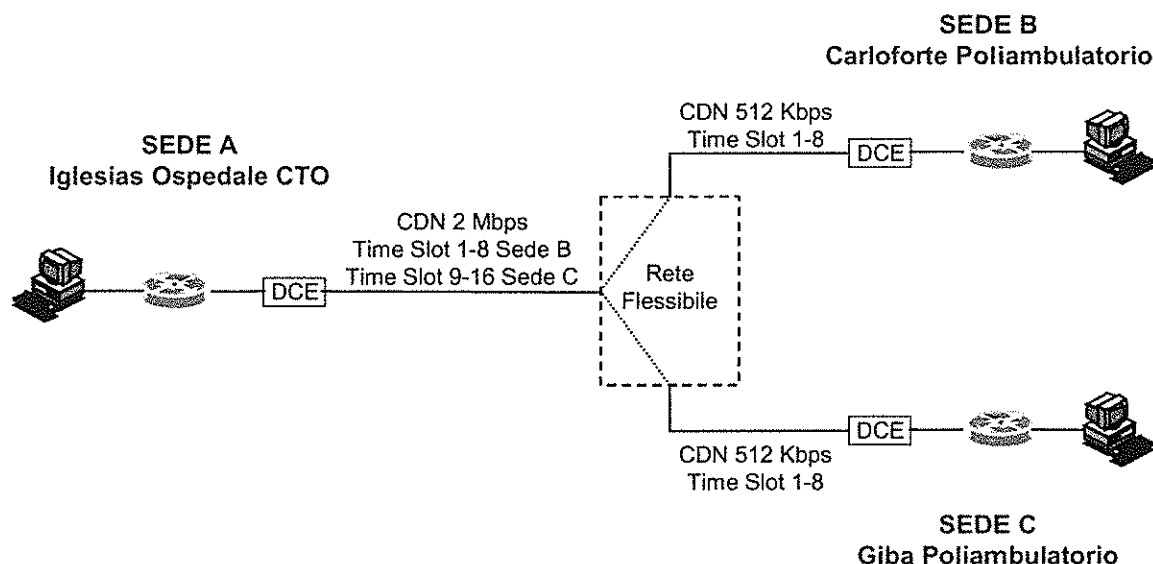 SEDE B
Carloforte Poliambulatorio
CDN 512 Kbps
Time Slot 1-8
DCE
SEDE A
Iglesias Ospedale CTO
CDN 2 Mbps
Time Slot 1-8 Sede B
Time Slot 9-16 Sede C
DCE
Rete
Flessibile
DCE
CDN 512 Kbps
Time Slot 1-8
SEDE C
Giba Poliambulatorio